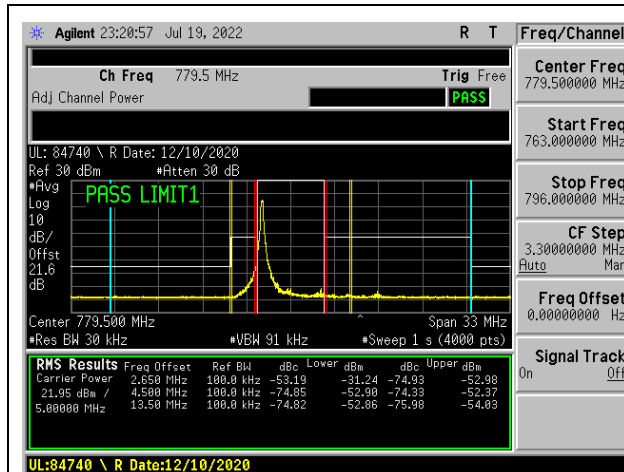 Agilent 23:20:57 Jul 19, 2022 R T
Freq/Channel
Ch Freq 779.5 MHz Trig Free
Adj Channel Power PASS
Center Freq
779.500000 MHz
Start Freq
763.000000 MHz
Stop Freq
796.000000 MHz
CF Step
3.30000000 MHz
Auto Man
Freq Offset
0.00000000 Hz
Signal Track
On Off
UL: 84740 \ R Date: 12/10/2020
Ref 30 dBm #Atten 30 dB
#Avg
Log
10
dB/
Offst
21.6
dB
PASS LIMIT1
Center 779.500 MHz Span 33 MHz
#Res BW 30 kHz #VBW 91 kHz #Sweep 1 s (4000 pts)
RMS Results Freq Offset Ref BW dBc Lower dBm dBc Upper dBm
Carrier Power 2.650 MHz 100.0 kHz -53.19 -31.24 -74.93 -52.98
21.95 dBm / 4.500 MHz 100.0 kHz -74.85 -52.90 -74.33 -52.37
5.00000 MHz 13.50 MHz 100.0 kHz -74.82 -52.86 -75.98 -54.03
UL:84740 \ R Date:12/10/2020